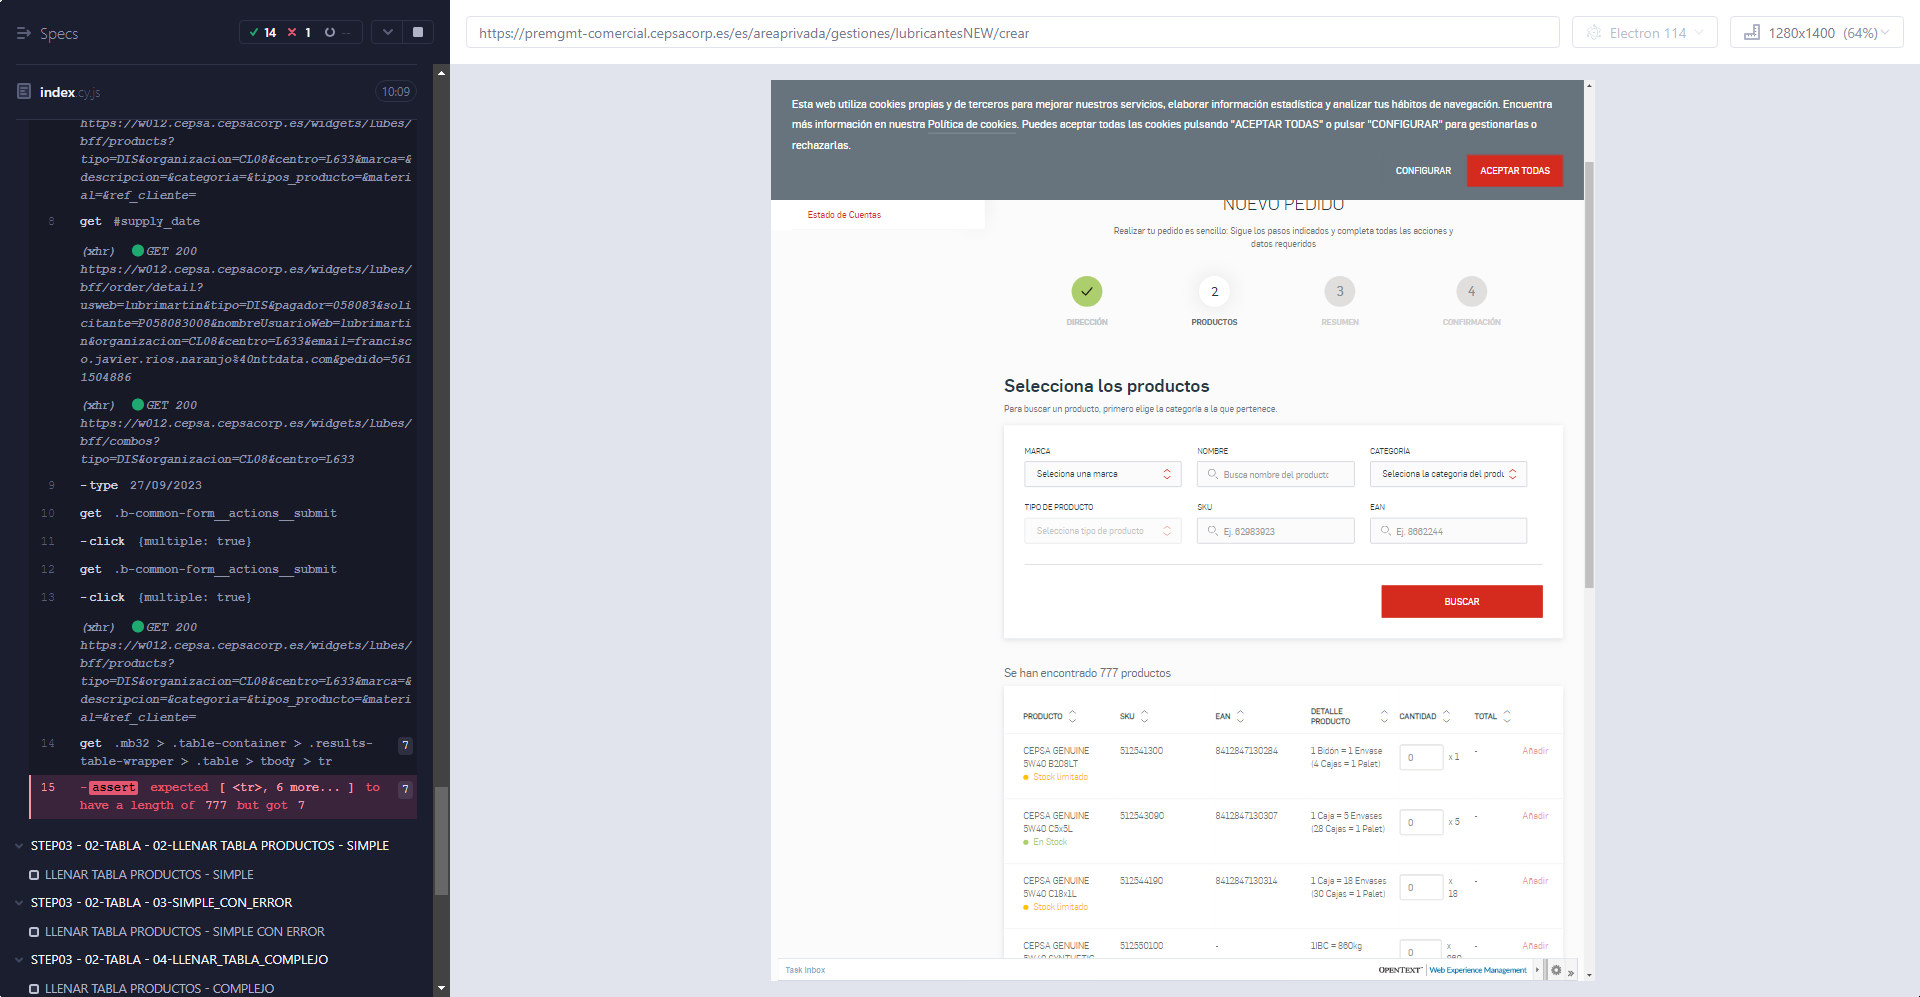 Specs
14
1
--
index.cy.js
10:09
https://w012.cepsa.cepsacorp.es/widgets/lubes/
bff/products?
tipo=DIS&organizacion=CL08&centro=L633&marca=&
descripcion=&categoria=&tipos_producto=&materi
al=&ref_cliente=
8 get #supply_date
(xhr) GET 200
https://w012.cepsa.cepsacorp.es/widgets/lubes/
bff/order/detail?
usweb=lubrimartin&tipo=DIS&pagador=058083&soli
citante=P058083008&nombreUsuarioWeb=lubrimarti
n&organizacion=CL08&centro=L633&email=francisc
o.javier.rios.naranjo%40nttdata.com&pedido=561
1504886
(xhr) GET 200
https://w012.cepsa.cepsacorp.es/widgets/lubes/
bff/combos?
tipo=DIS&organizacion=CL08&centro=L633
9 -type 27/09/2023
10 get .b-common-form__actions__submit
11 -click {multiple: true}
12 get .b-common-form__actions__submit
13 -click {multiple: true}
(xhr) GET 200
https://w012.cepsa.cepsacorp.es/widgets/lubes/
bff/products?
tipo=DIS&organizacion=CL08&centro=L633&marca=&
descripcion=&categoria=&tipos_producto=&materi
al=&ref_cliente=
14 get .mb32 > .table-container > .results- 7
table-wrapper > .table > tbody > tr
15 -assert expected [ <tr>, 6 more... ] to 7
have a length of 777 but got 7
STEP03 - 02-TABLA - 02-LLENAR TABLA PRODUCTOS - SIMPLE
LLENAR TABLA PRODUCTOS - SIMPLE
STEP03 - 02-TABLA - 03-SIMPLE_CON_ERROR
LLENAR TABLA PRODUCTOS - SIMPLE CON ERROR
STEP03 - 02-TABLA - 04-LLENAR_TABLA_COMPLEJO
LLENAR TABLA PRODUCTOS - COMPLEJO
https://premgmt-comercial.cepsacorp.es/es/areaprivada/gestiones/lubricantesNEW/crear
Electron 114
1280x1400 (64%)
Esta web utiliza cookies propias y de terceros para mejorar nuestros servicios, elaborar información estadística y analizar tus hábitos de navegación. Encuentra
más información en nuestra Política de cookies. Puedes aceptar todas las cookies pulsando "ACEPTAR TODAS" o pulsar "CONFIGURAR" para gestionarlas o
rechazarlas.
CONFIGURAR
ACEPTAR TODAS
Estado de Cuentas
NUEVO PEDIDO
Realizar tu pedido es sencillo: Sigue los pasos indicados y completa todas las acciones y
datos requeridos
2 3 4
DIRECCIÓN PRODUCTOS RESUMEN CONFIRMACIÓN
Selecciona los productos
Para buscar un producto, primero elige la categoría a la que pertenece.
MARCA NOMBRE CATEGORÍA
Seleciona una marca Busca nombre del producto Seleciona la categoria del produ
TIPO DE PRODUCTO SKU EAN
Selecciona tipo de producto Ej. 62983923 Ej. 8662244
BUSCAR
Se han encontrado 777 productos
PRODUCTO SKU EAN DETALLE PRODUCTO CANTIDAD TOTAL
CEPSA GENUINE 512541300 8412847130284 1 Bidón = 1 Envase 0 x 1 - Añadir
5W40 B208LT (4 Cajas = 1 Palet)
Stock limitado
CEPSA GENUINE 512543090 8412847130307 1 Caja = 5 Envases 0 x 5 - Añadir
5W40 C5x5L (28 Cajas = 1 Palet)
En Stock
CEPSA GENUINE 512544190 8412847130314 1 Caja = 18 Envases 0 x 18 - Añadir
5W40 C18x1L (30 Cajas = 1 Palet)
Stock limitado
CEPSA GENUINE 512550100 - 1IBC = 860kg 0 x 860 - Añadir
5W40 SYNTHETIC
Task Inbox
OPENTEXT | Web Experience Management